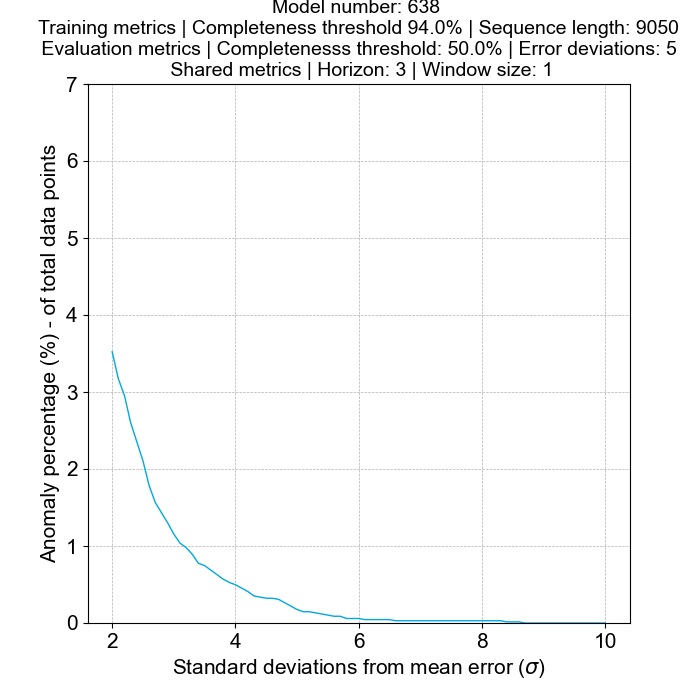 Model number: 638
Training metrics | Completeness threshold 94.0% | Sequence length: 9050
Evaluation metrics | Completenesss threshold: 50.0% | Error deviations: 5
Shared metrics | Horizon: 3 | Window size: 1
Anomaly percentage (%) - of total data points
7
6
5
4
3
2
1
0
2 4 6 8 10
Standard deviations from mean error (σ)